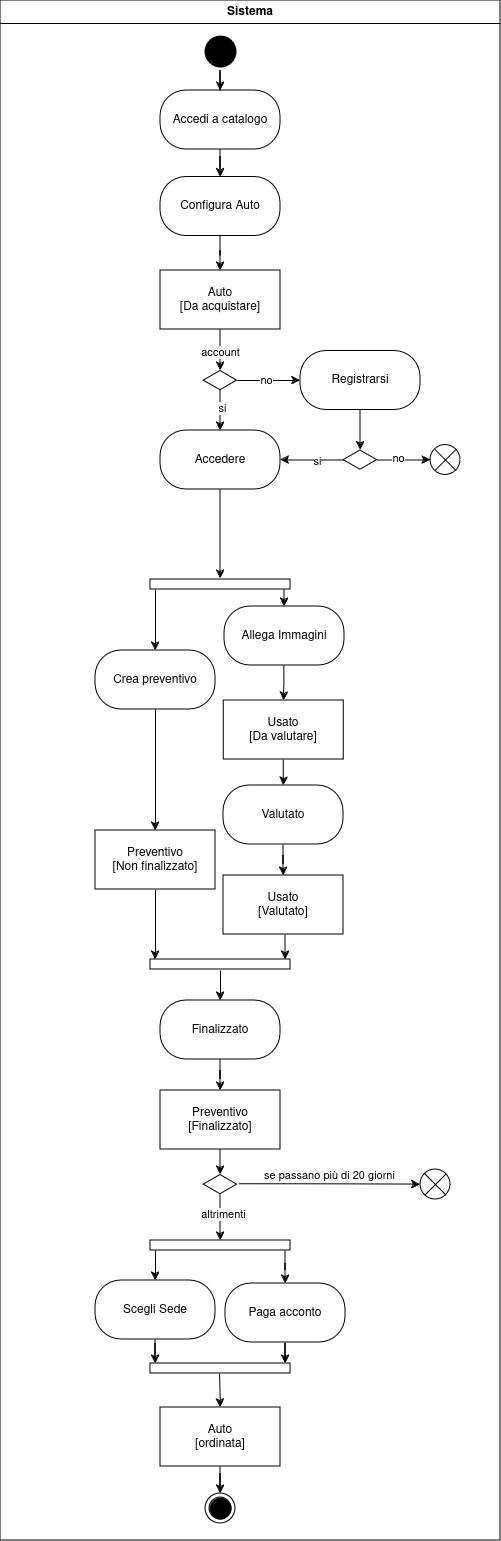 Sistema
Accedi a catalogo
Configura Auto
Auto
[Da acquistare]
account
no
Registrarsi
si
Accedere
si
no
Allega Immagini
Crea preventivo
Usato
[Da valutare]
Valutato
Preventivo
[Non finalizzato]
Usato
[Valutato]
Finalizzato
Preventivo
[Finalizzato]
se passano più di 20 giorni
altrimenti
Scegli Sede
Paga acconto
Auto
[ordinata]